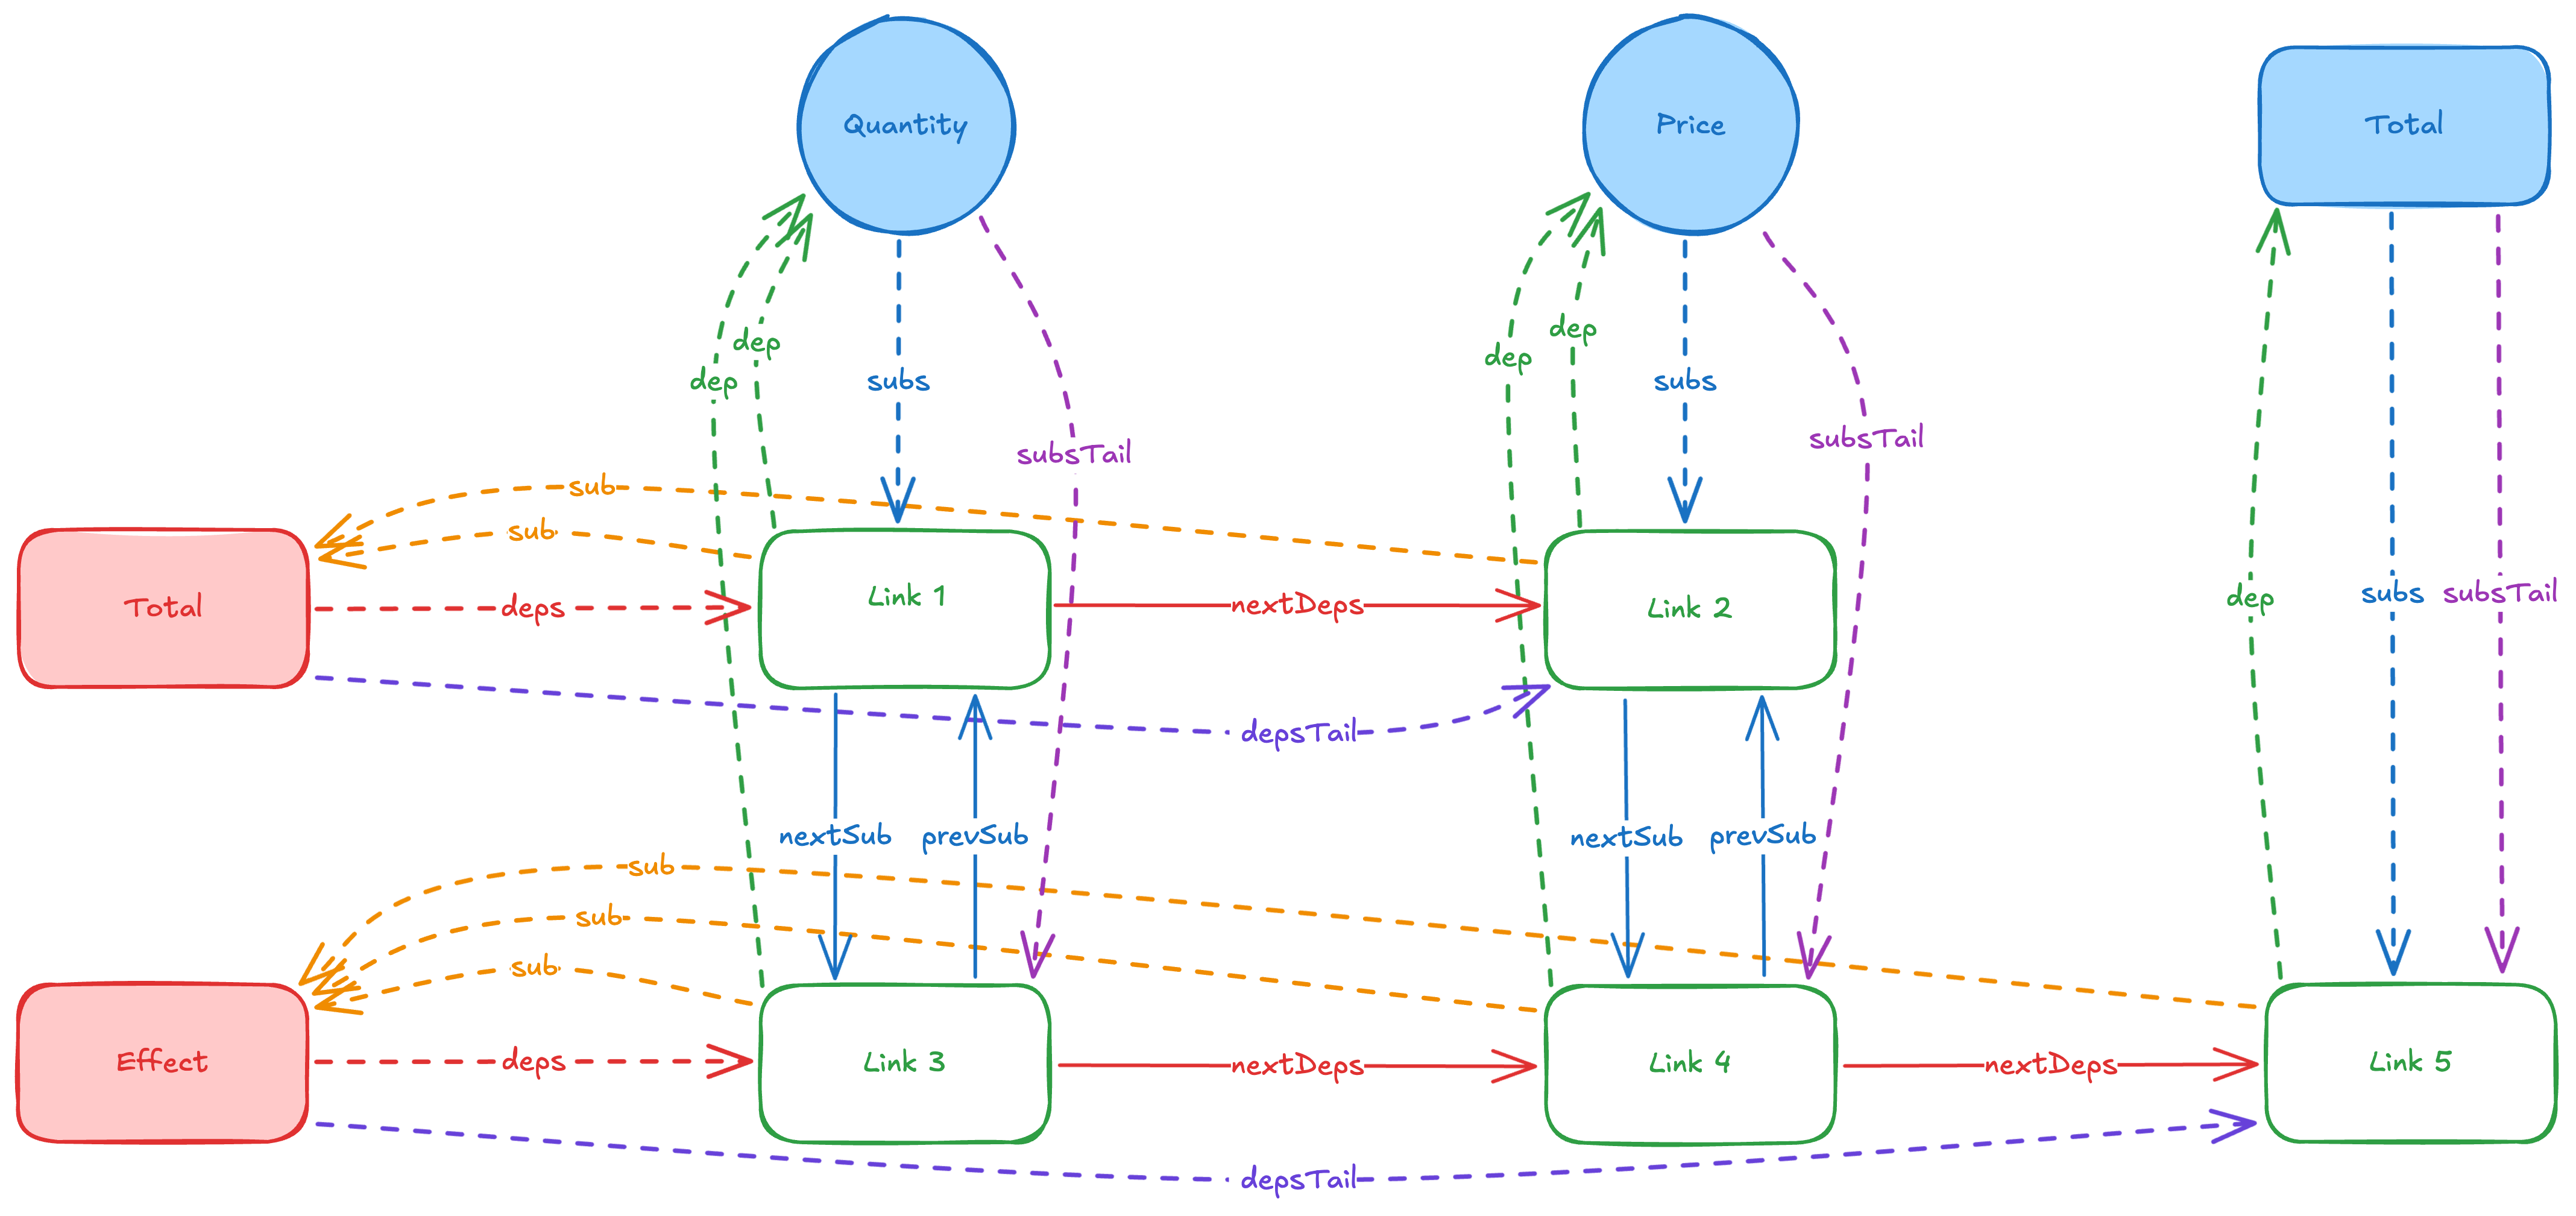 Quantity
Price
Total
dep
dep
dep
dep
subs
subs
substail
substail
sub
sub
Total
deps
Link 1
nextDeps
Link 2
dep
subs
substail
depsTail
nextSub
prevSub
nextSub
prevSub
sub
sub
sub
Effect
deps
Link 3
nextDeps
Link 4
nextDeps
Link 5
depsTail